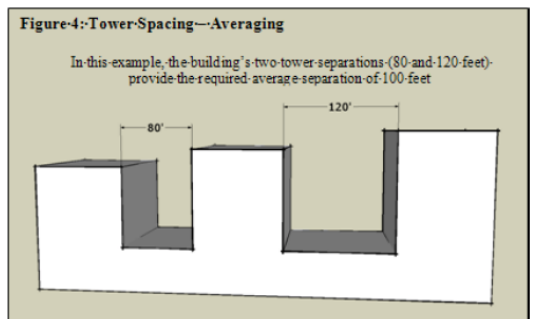 Figure·4:·Tower·Spacing·–·Averaging
In·this·example,·the·building's·two·tower·separations·(80·and·120·feet)·
provide·the·required·average·separation·of·100·feet
120'
80'